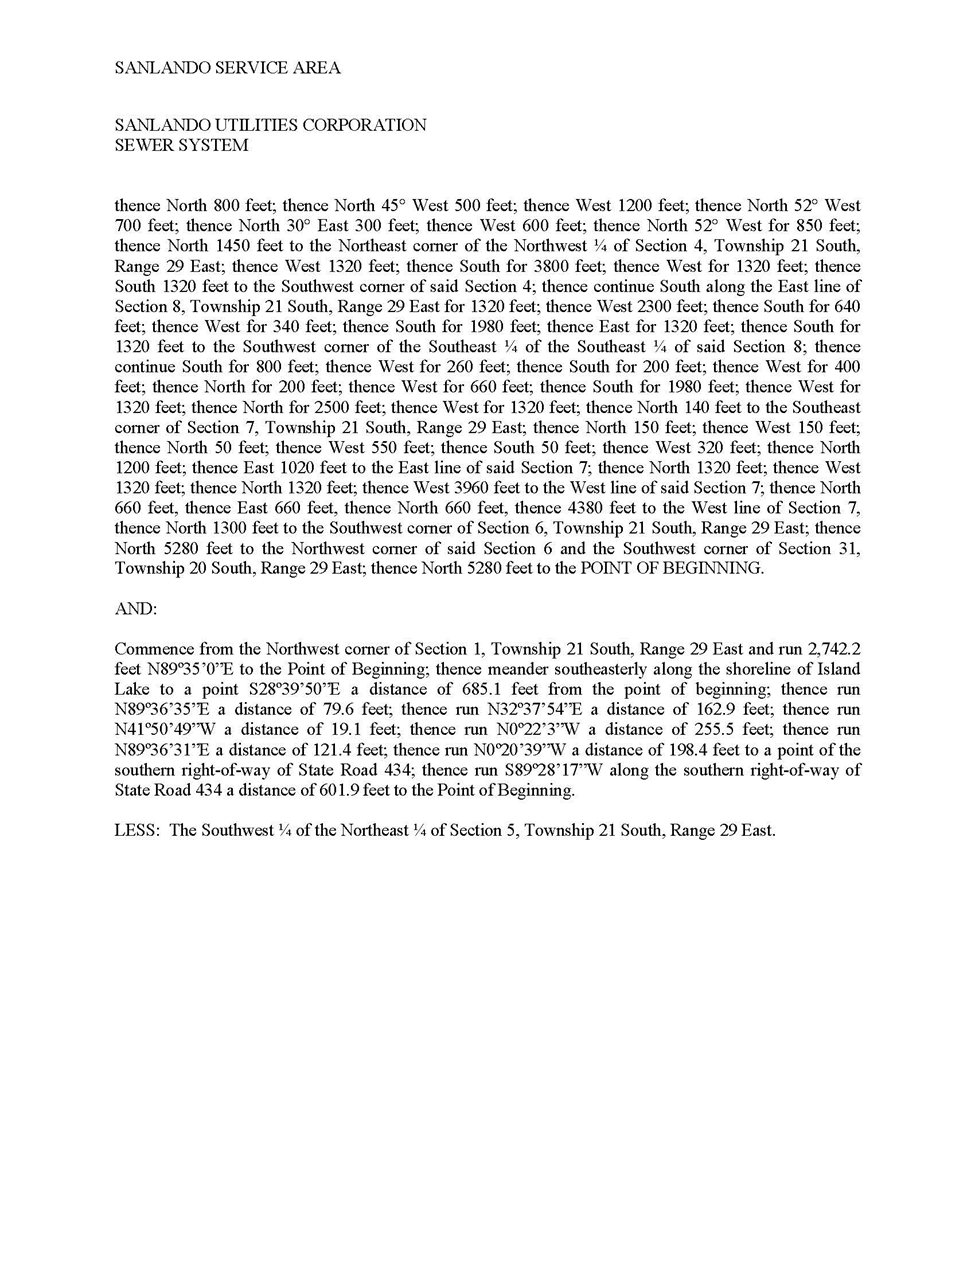 SANLANDO SERVICE AREA
SANLANDO UTILITIES CORPORATION
SEWER SYSTEM
thence North 800 feet; thence North 45° West 500 feet; thence West 1200 feet; thence North 52° West
700 feet; thence North 30° East 300 feet; thence West 600 feet; thence North 52° West for 850 feet;
thence North 1450 feet to the Northeast corner of the Northwest ¼ of Section 4, Township 21 South,
Range 29 East; thence West 1320 feet; thence South for 3800 feet; thence West for 1320 feet; thence
South 1320 feet to the Southwest corner of said Section 4; thence continue South along the East line of
Section 8, Township 21 South, Range 29 East for 1320 feet; thence West 2300 feet; thence South for 640
feet; thence West for 340 feet; thence South for 1980 feet; thence East for 1320 feet; thence South for
1320 feet to the Southwest corner of the Southeast ¼ of the Southeast ¼ of said Section 8; thence
continue South for 800 feet; thence West for 260 feet; thence South for 200 feet; thence West for 400
feet; thence North for 200 feet; thence West for 660 feet; thence South for 1980 feet; thence West for
1320 feet; thence North for 2500 feet; thence West for 1320 feet; thence North 140 feet to the Southeast
corner of Section 7, Township 21 South, Range 29 East; thence North 150 feet; thence West 150 feet;
thence North 50 feet; thence West 550 feet; thence South 50 feet; thence West 320 feet; thence North
1200 feet; thence East 1020 feet to the East line of said Section 7; thence North 1320 feet; thence West
1320 feet; thence North 1320 feet; thence West 3960 feet to the West line of said Section 7; thence North
660 feet, thence East 660 feet, thence North 660 feet, thence 4380 feet to the West line of Section 7,
thence North 1300 feet to the Southwest corner of Section 6, Township 21 South, Range 29 East; thence
North 5280 feet to the Northwest corner of said Section 6 and the Southwest corner of Section 31,
Township 20 South, Range 29 East; thence North 5280 feet to the POINT OF BEGINNING.
AND:
Commence from the Northwest corner of Section 1, Township 21 South, Range 29 East and run 2,742.2
feet N89º35’0”E to the Point of Beginning; thence meander southeasterly along the shoreline of Island
Lake to a point S28º39’50”E a distance of 685.1 feet from the point of beginning; thence run
N89º36’35”E a distance of 79.6 feet; thence run N32º37’54”E a distance of 162.9 feet; thence run
N41º50’49”W a distance of 19.1 feet; thence run N0º22’3”W a distance of 255.5 feet; thence run
N89º36’31”E a distance of 121.4 feet; thence run N0º20’39”W a distance of 198.4 feet to a point of the
southern right-of-way of State Road 434; thence run S89º28’17”W along the southern right-of-way of
State Road 434 a distance of 601.9 feet to the Point of Beginning.
LESS: The Southwest ¼ of the Northeast ¼ of Section 5, Township 21 South, Range 29 East.